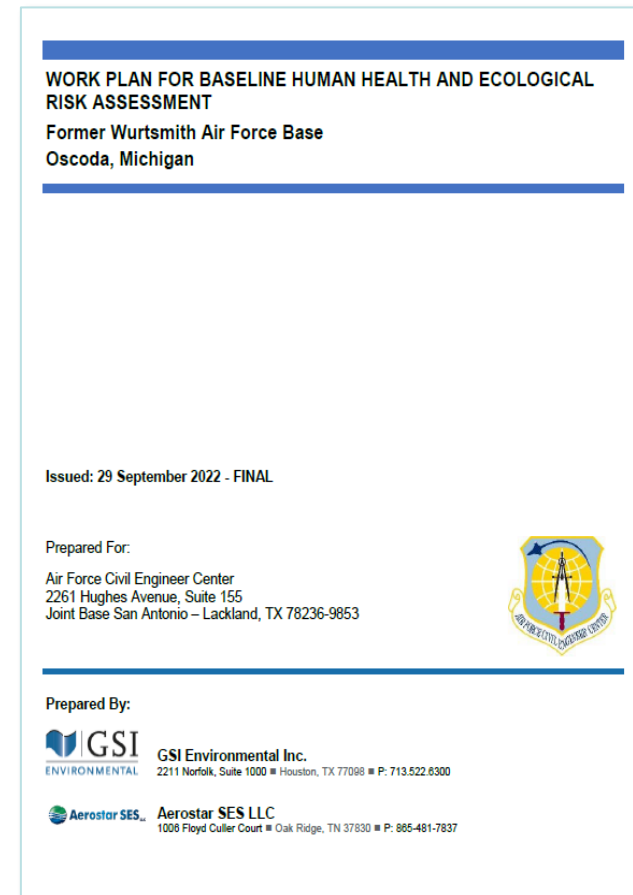 WORK PLAN FOR BASELINE HUMAN HEALTH AND ECOLOGICAL
RISK ASSESSMENT
Former Wurtsmith Air Force Base
Oscoda, Michigan
Issued: 29 September 2022 - FINAL
Prepared For:
Air Force Civil Engineer Center
2261 Hughes Avenue, Suite 155
Joint Base San Antonio – Lackland, TX 78236-9853
AIR FORCE CIVIL ENGINEER CENTER
Prepared By:
GSI
ENVIRONMENTAL
GSI Environmental Inc.
2211 Norfolk, Suite 1000 ■ Houston, TX 77098 ■ P: 713.522.6300
Aerostar SES LLC
Aerostar SES LLC
1006 Floyd Culler Court ■ Oak Ridge, TN 37830 ■ P: 865-481-7837